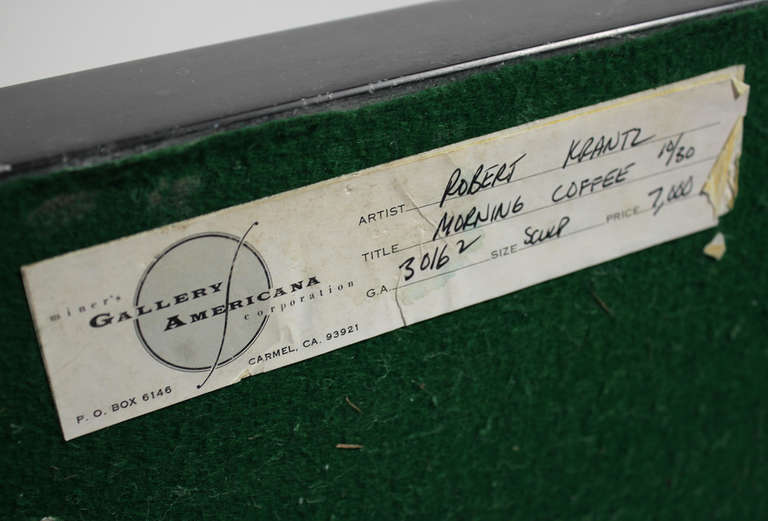 miner's
GALLERY
AMERICANA
corporation
P. O. BOX 6146
CARMEL, CA. 93921
ARTIST ROBERT KRANTZ
TITLE MORNING COFFEE 10/30
G.A. 30162 SIZE SCULP PRICE 7,000